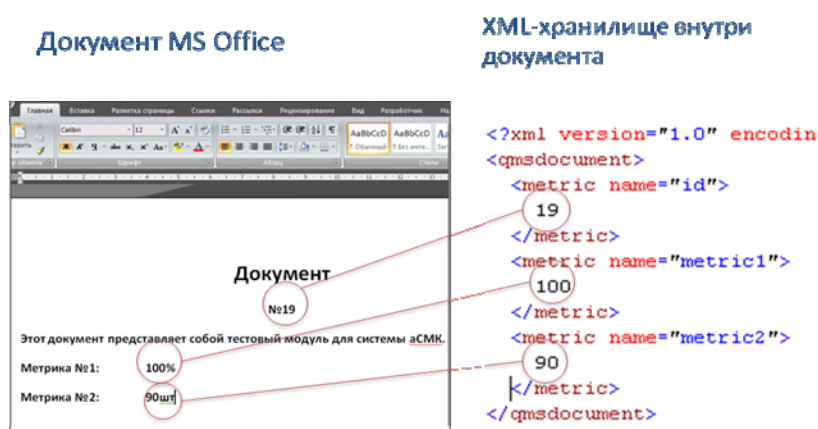 Документ MS Office
XML-хранилище внутри
документа
Главная Вставка Разметка страницы Ссылки Рассылки Рецензирование Вид Разработчик
Calibri 12
AaBbCcD AaBbCcD
Шрифт Абзац Стили
Документ
№19
Этот документ представляет собой тестовый модуль для системы аСМК.
Метрика №1: 100%
Метрика №2: 90шт
<?xml version="1.0" encodin
<qmsdocument>
<metric name="id">
19
</metric>
<metric name="metric1">
100
</metric>
<metric name="metric2">
90
</metric>
</qmsdocument>